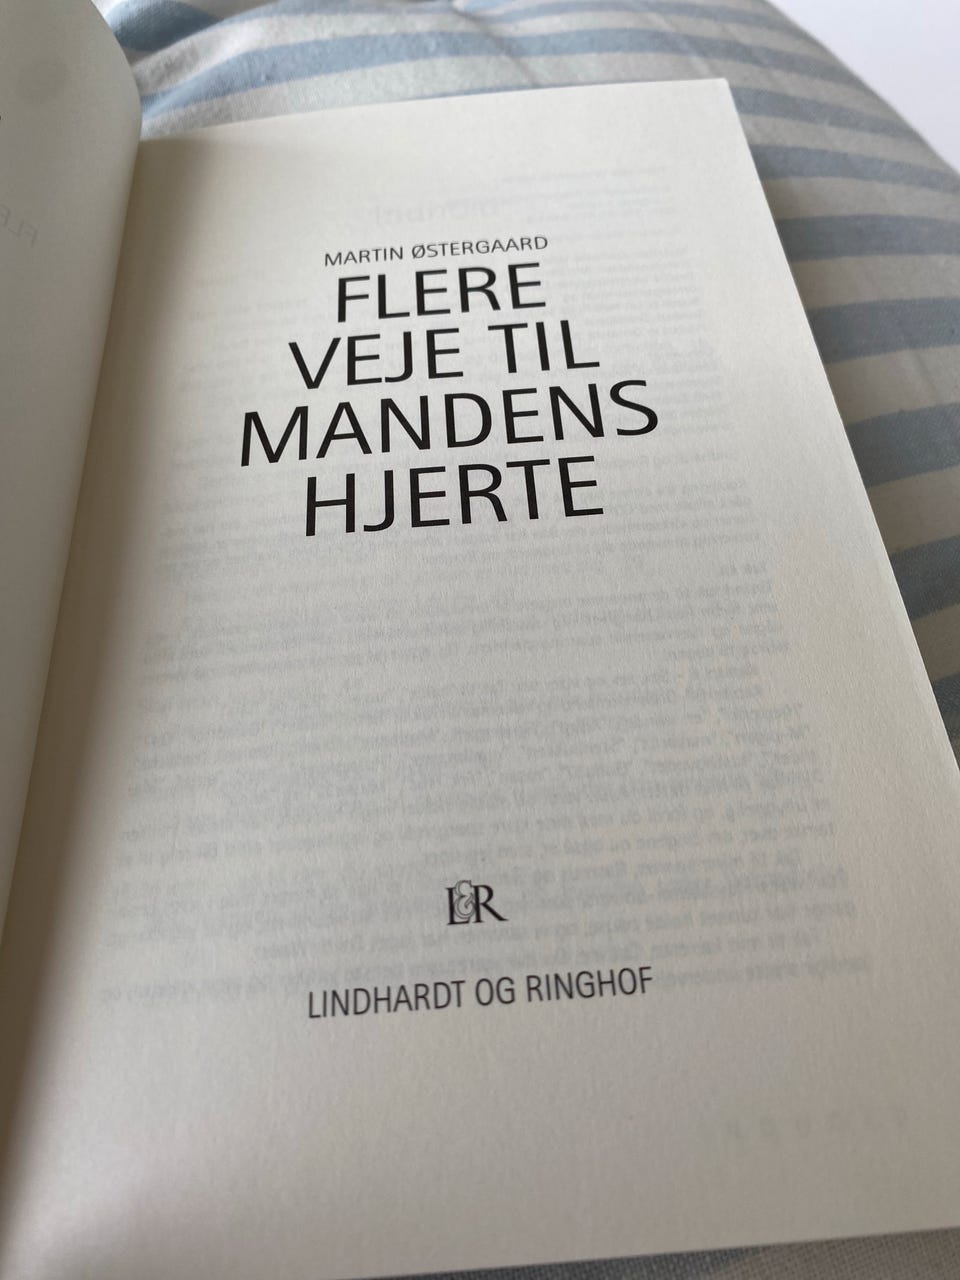 MARTIN ØSTERGAARD
FLERE
VEJE TIL
MANDENS
HJERTE
L&R
LINDHARDT OG RINGHOF